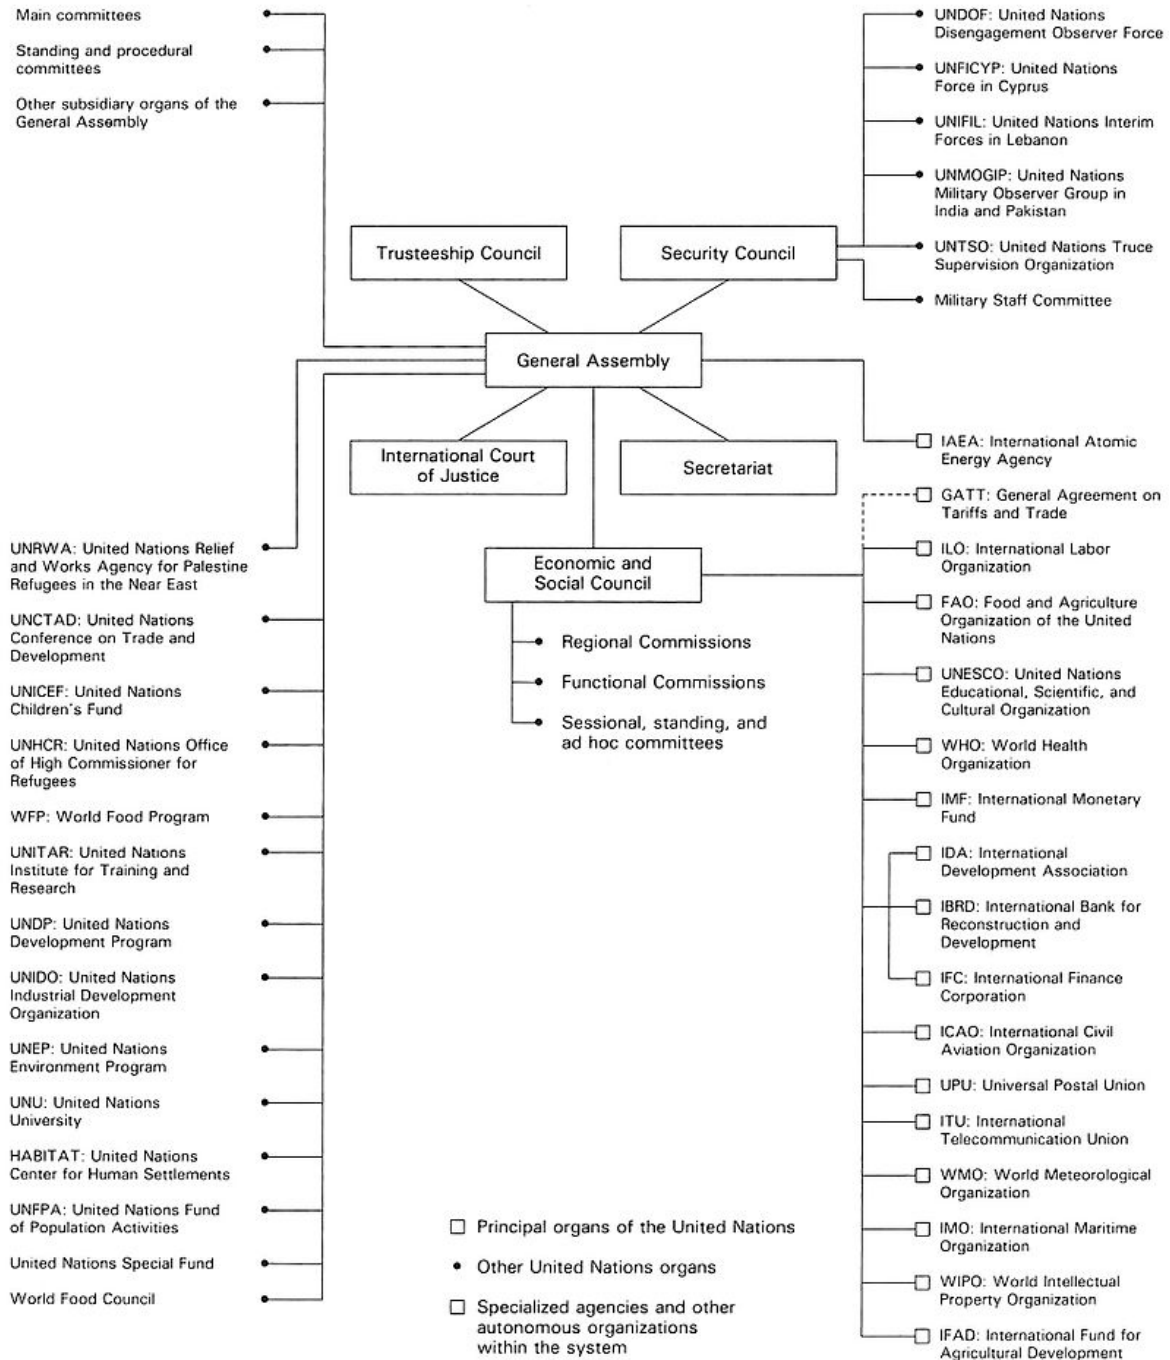 Main committees
Standing and procedural
committees
Other subsidiary organs of the
General Assembly
UNDOF: United Nations
Disengagement Observer Force
UNFICYP: United Nations
Force in Cyprus
UNIFIL: United Nations Interim
Forces in Lebanon
UNMOGIP: United Nations
Military Observer Group in
India and Pakistan
UNTSO: United Nations Truce
Supervision Organization
Military Staff Committee
Trusteeship Council
Security Council
General Assembly
International Court
of Justice
Secretariat
Economic and
Social Council
Regional Commissions
Functional Commissions
Sessional, standing, and
ad hoc committees
UNRWA: United Nations Relief
and Works Agency for Palestine
Refugees in the Near East
UNCTAD: United Nations
Conference on Trade and
Development
UNICEF: United Nations
Children's Fund
UNHCR: United Nations Office
of High Commissioner for
Refugees
WFP: World Food Program
UNITAR: United Nations
Institute for Training and
Research
UNDP: United Nations
Development Program
UNIDO: United Nations
Industrial Development
Organization
UNEP: United Nations
Environment Program
UNU: United Nations
University
HABITAT: United Nations
Center for Human Settlements
UNFPA: United Nations Fund
of Population Activities
United Nations Special Fund
World Food Council
IAEA: International Atomic
Energy Agency
GATT: General Agreement on
Tariffs and Trade
ILO: International Labor
Organization
FAO: Food and Agriculture
Organization of the United
Nations
UNESCO: United Nations
Educational, Scientific, and
Cultural Organization
WHO: World Health
Organization
IMF: International Monetary
Fund
IDA: International
Development Association
IBRD: International Bank for
Reconstruction and
Development
IFC: International Finance
Corporation
ICAO: International Civil
Aviation Organization
UPU: Universal Postal Union
ITU: International
Telecommunication Union
WMO: World Meteorological
Organization
IMO: International Maritime
Organization
WIPO: World Intellectual
Property Organization
IFAD: International Fund for
Agricultural Development
Principal organs of the United Nations
Other United Nations organs
Specialized agencies and other
autonomous organizations
within the system